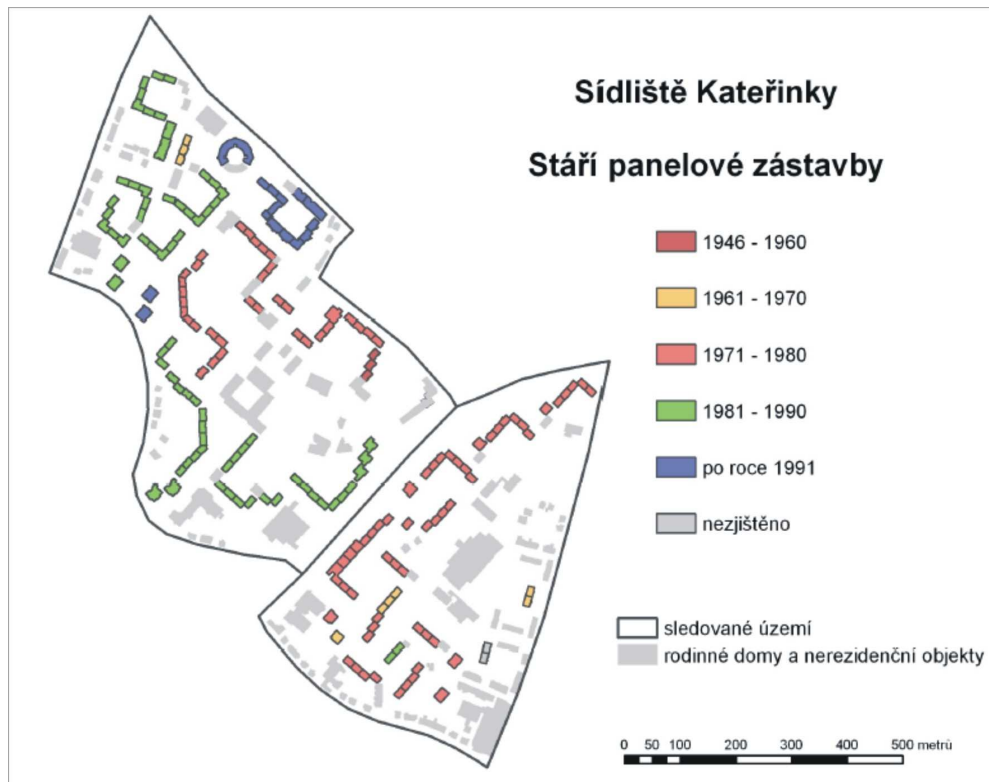 Sídliště Kateřinky
Stáří panelové zástavby
1946 - 1960
1961 - 1970
1971 - 1980
1981 - 1990
po roce 1991
nezjištěno
sledované území
rodinné domy a nerezidenční objekty
0 50 100 200 300 400 500 metrů